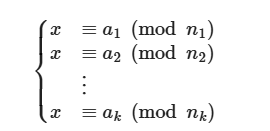 x ≡ a₁ (mod n₁)
x ≡ a₂ (mod n₂)
⋮
x ≡ aₖ (mod nₖ)